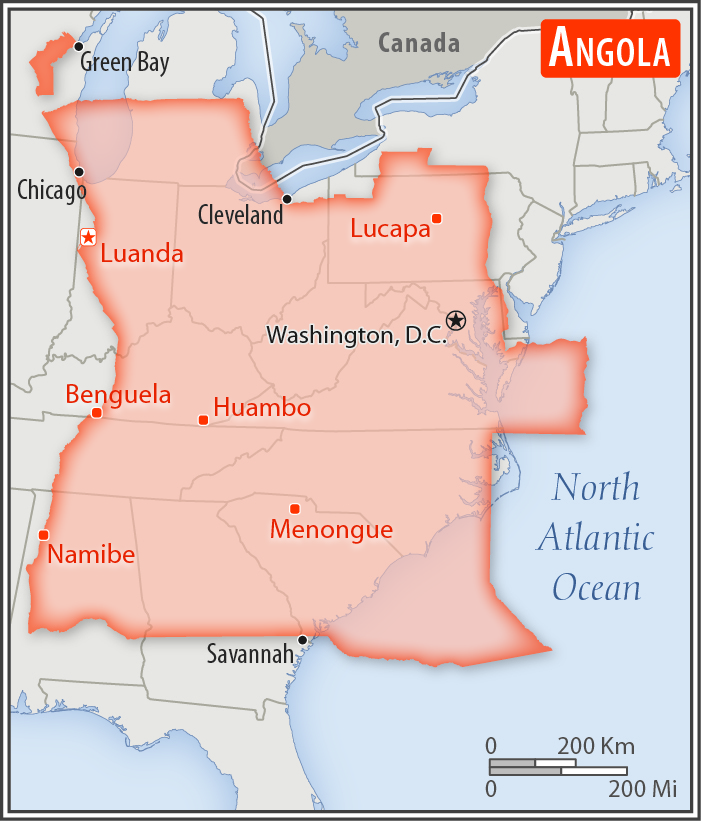 Canada
ANGOLA
Green Bay
Chicago
Cleveland
Lucapa
Luanda
Washington, D.C.
Benguela
Huambo
North
Atlantic
Ocean
Menongue
Namibe
Savannah
0 200 Km
0 200 Mi